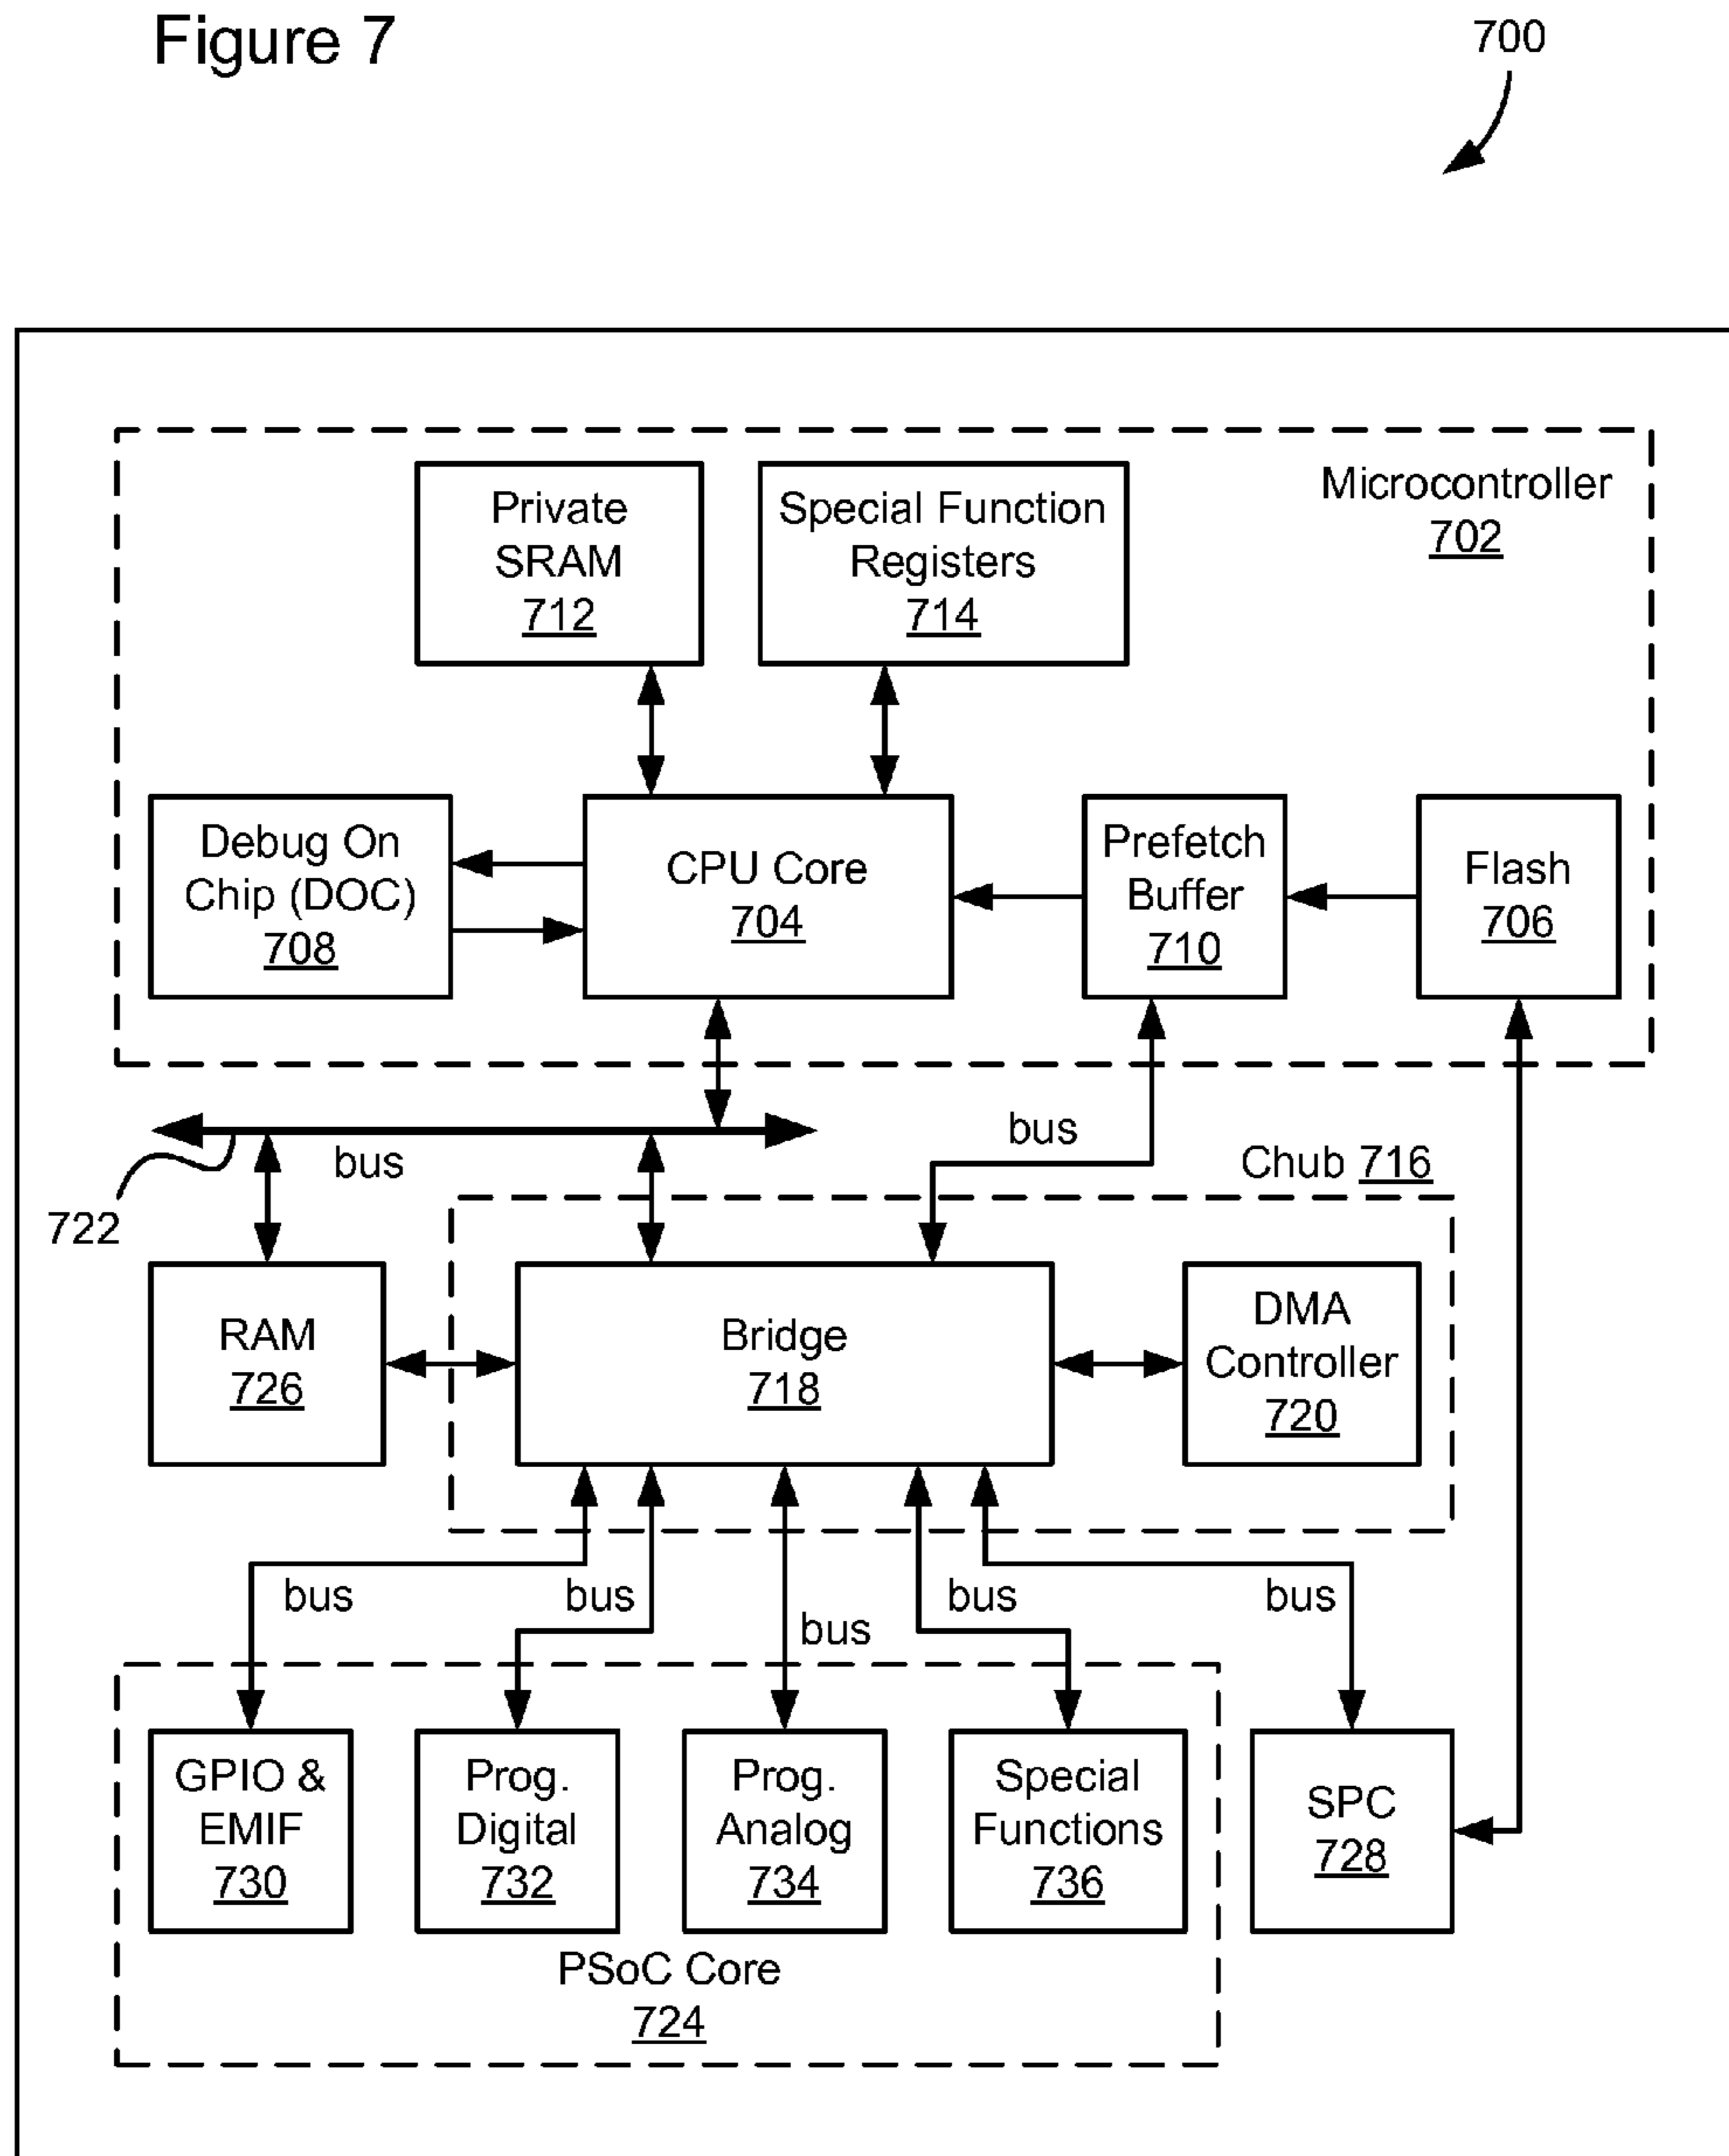 Figure 7
700
Private
SRAM
712
Special Function
Registers
714
Microcontroller
702
Debug On
Chip (DOC)
708
CPU Core
704
Prefetch
Buffer
710
Flash
706
bus
bus
Chub 716
722
RAM
726
Bridge
718
DMA
Controller
720
bus
bus
bus
bus
bus
GPIO &
EMIF
730
Prog.
Digital
732
Prog.
Analog
734
Special
Functions
736
SPC
728
PSoC Core
724